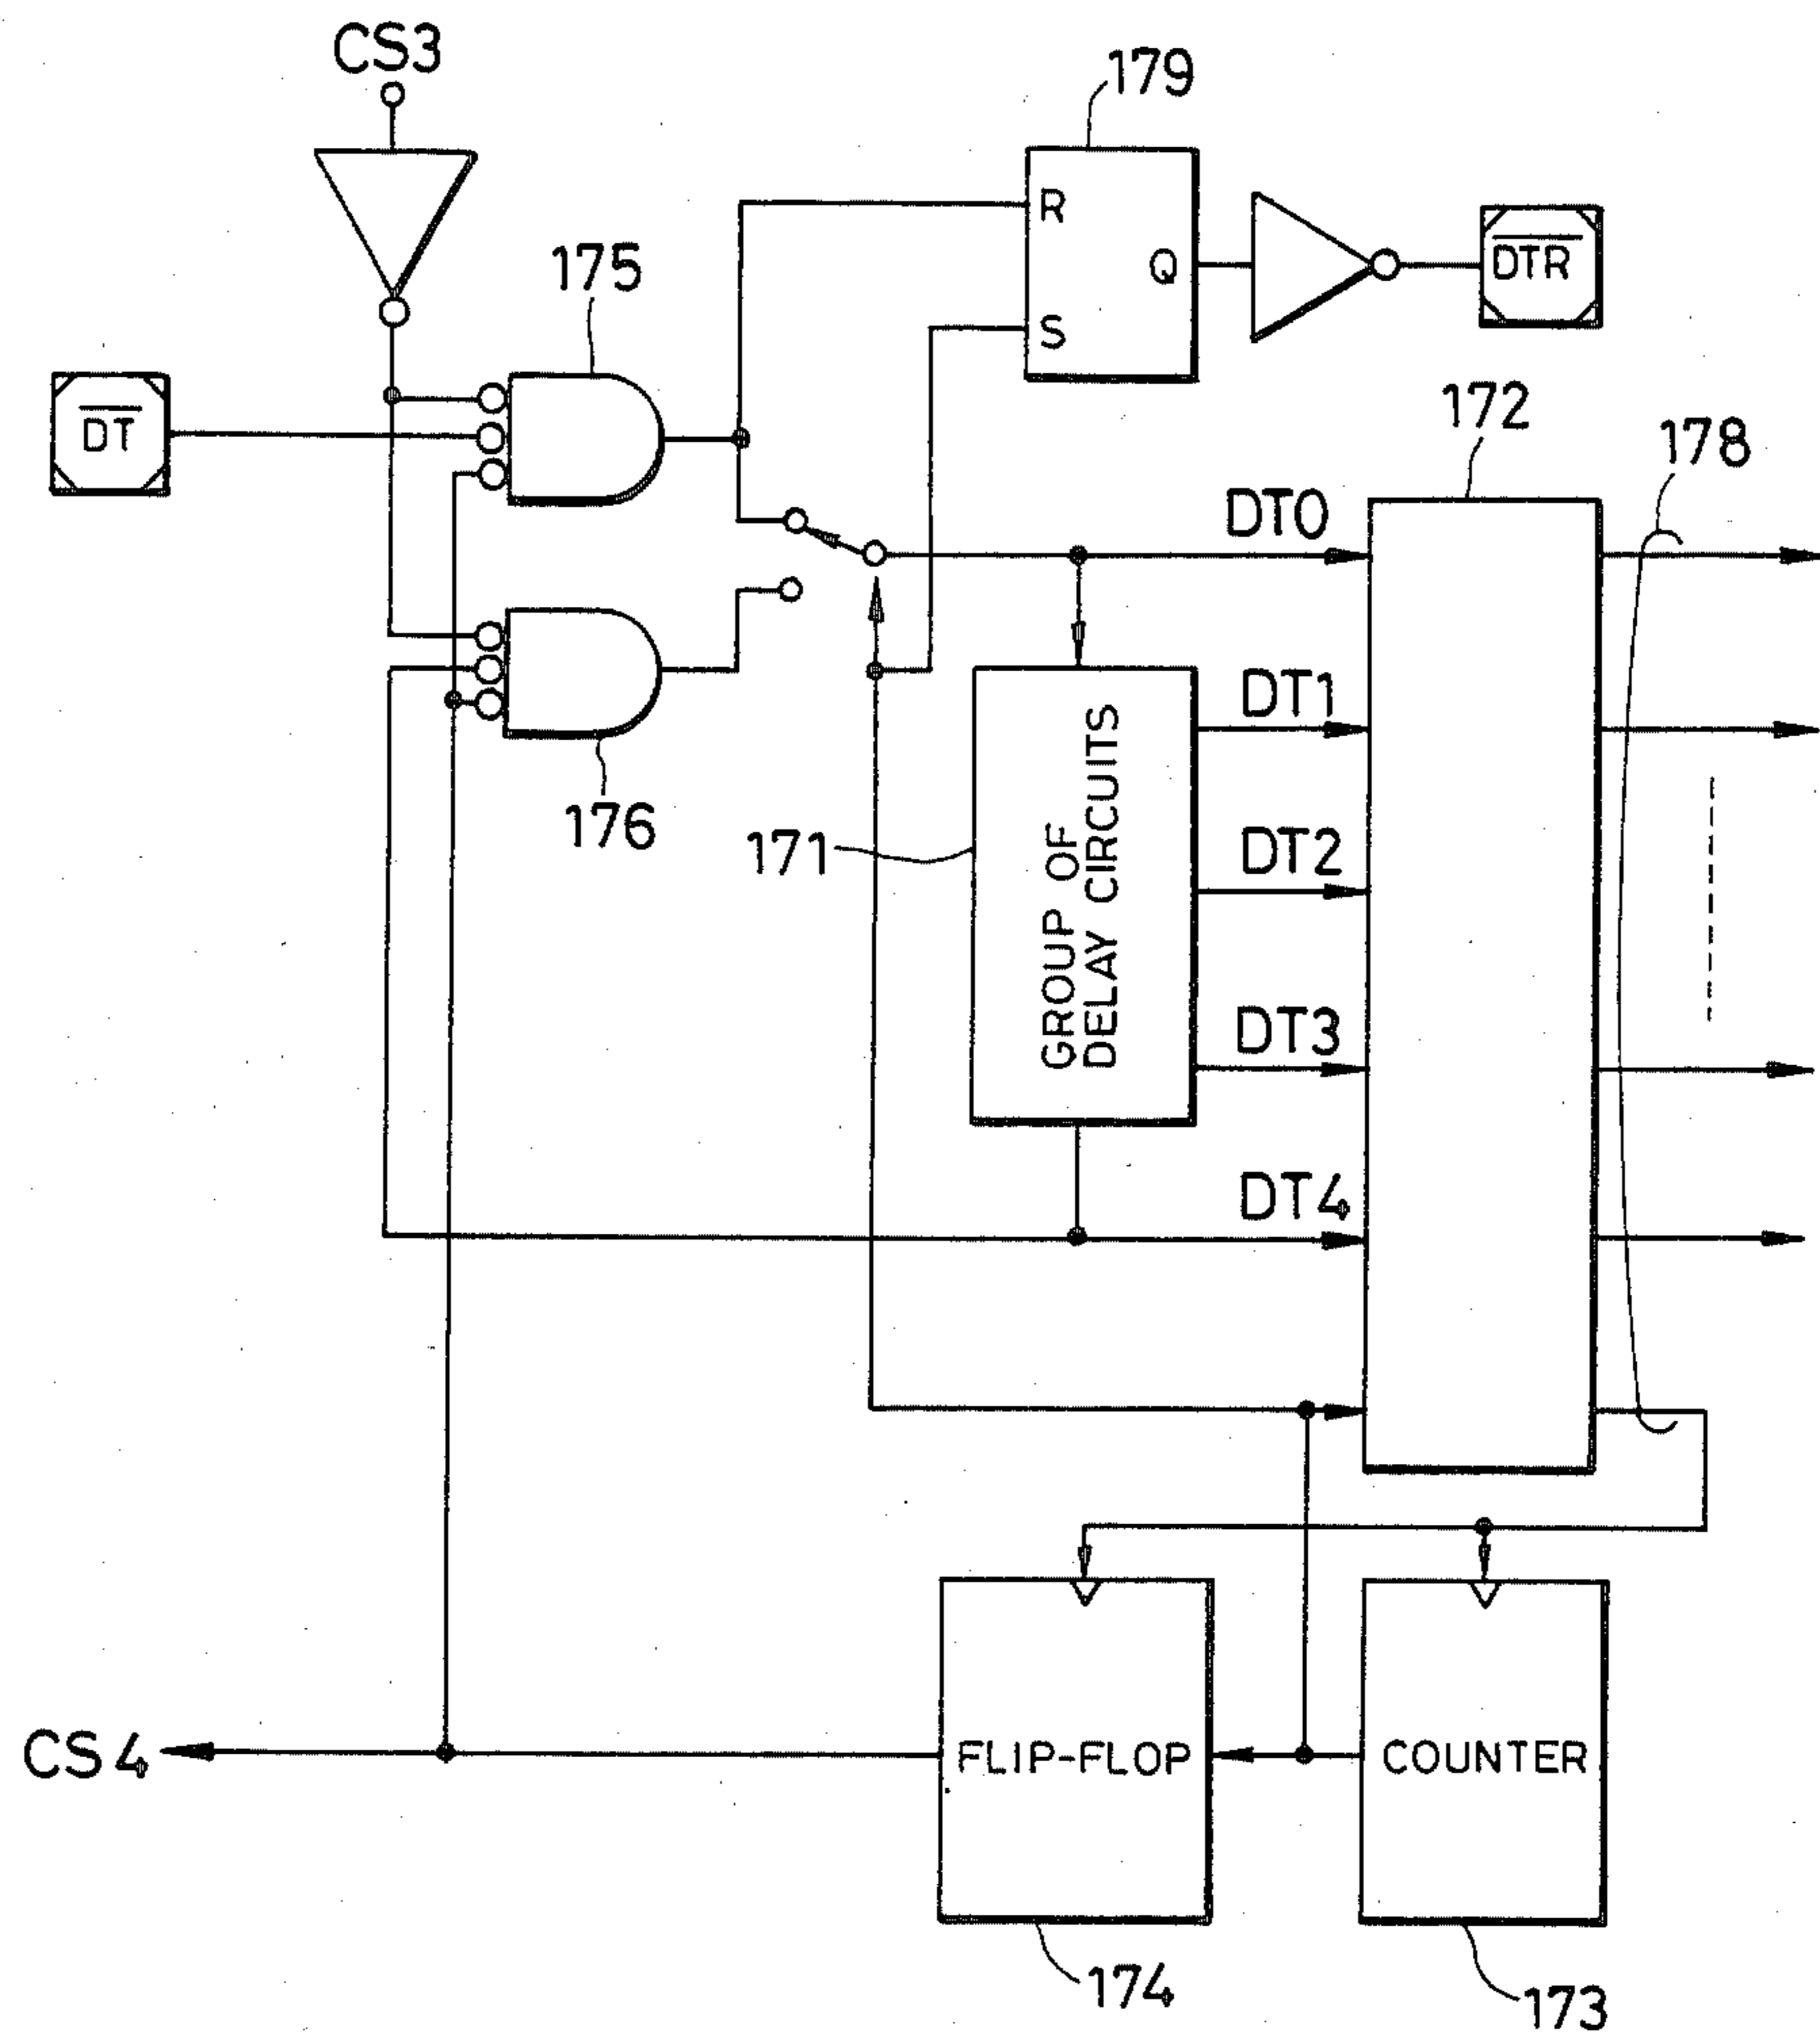 CS3
179
R
Q
DTR
175
S
DT
172
178
DT0
DT1
176
171
GROUP OF
DELAY CIRCUITS
DT2
DT3
DT4
CS4
FLIP-FLOP
COUNTER
174
173